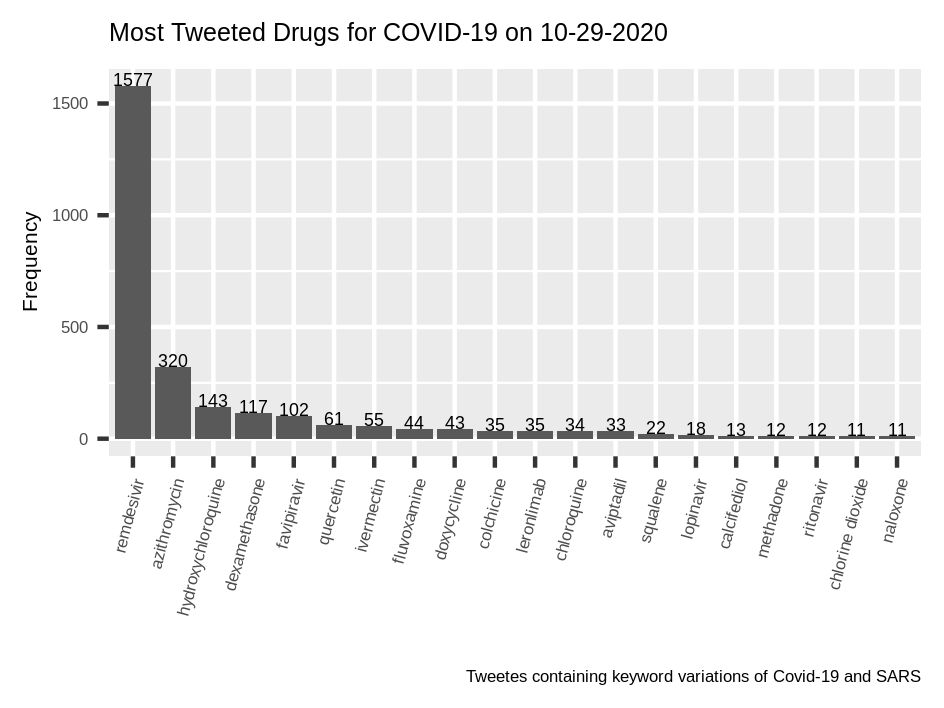 Most Tweeted Drugs for COVID-19 on 10-29-2020
Frequency
1500
1000
500
0
1577
320
143
117
102
61
55
44
43
35
35
34
33
22
18
13
12
12
11
11
remdesivir
azithromycin
hydroxychloroquine
dexamethasone
favipiravir
quercetin
ivermectin
fluvoxamine
doxycycline
colchicine
leronlimab
chloroquine
aviptadil
squalene
lopinavir
calcifediol
methadone
ritonavir
chlorine dioxide
naloxone
Tweetes containing keyword variations of Covid-19 and SARS